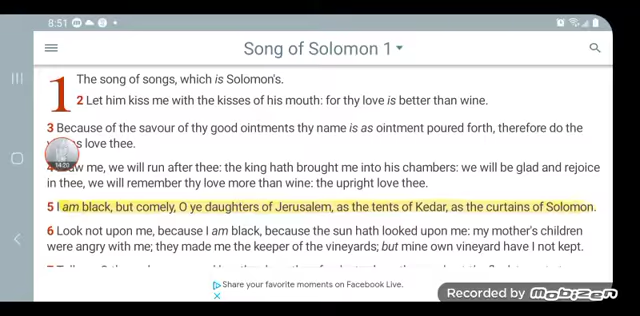 8:51
Song of Solomon 1
1 The song of songs, which is Solomon's.
2 Let him kiss me with the kisses of his mouth: for thy love is better than wine.
3 Because of the savour of thy good ointments thy name is as ointment poured forth, therefore do the
love thee.
14:20
me, we will run after thee: the king hath brought me into his chambers: we will be glad and rejoice
in thee, we will remember thy love more than wine: the upright love thee.
5 I am black, but comely, O ye daughters of Jerusalem, as the tents of Kedar, as the curtains of Solomon.
6 Look not upon me, because I am black, because the sun hath looked upon me: my mother's children
were angry with me; they made me the keeper of the vineyards; but mine own vineyard have I not kept.
Share your favorite moments on Facebook Live.
Recorded by Mobizen